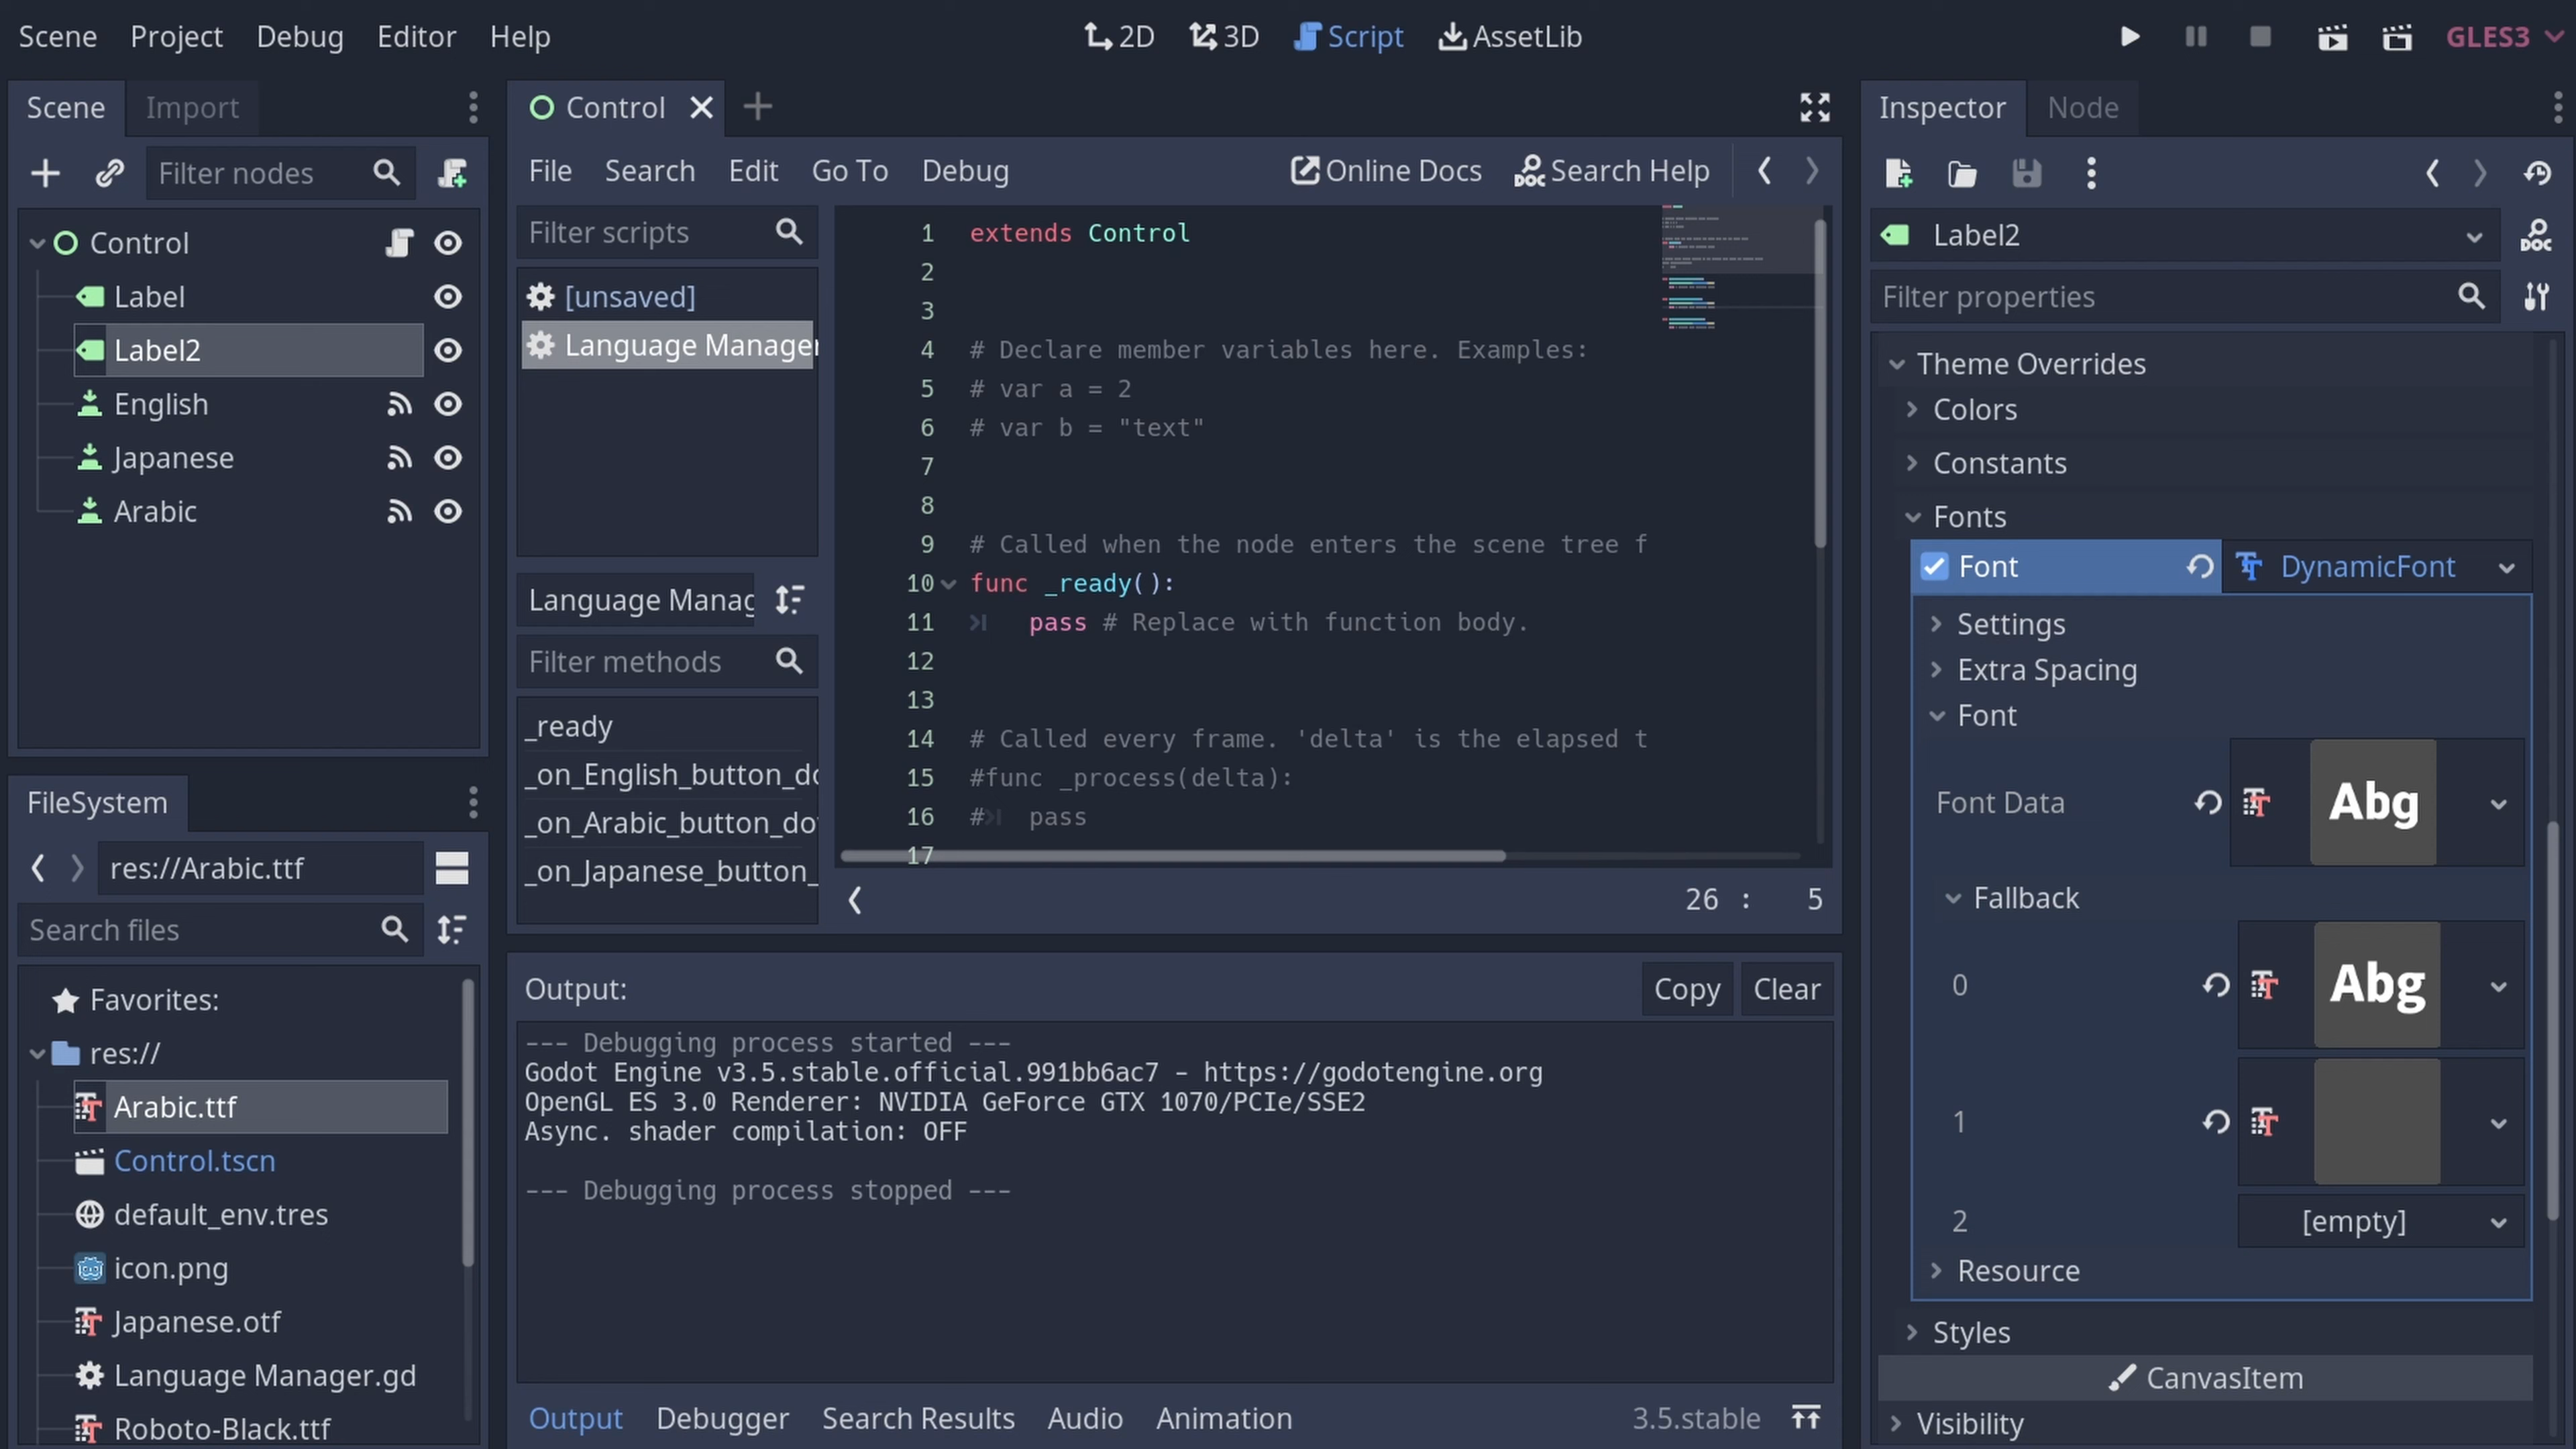 Scene Project Debug Editor Help
2D 3D Script AssetLib
GLES3
Scene Import
Filter nodes
Control
Label
Label2
English
Japanese
Arabic
FileSystem
res://Arabic.ttf
Search files
Favorites:
res://
Arabic.ttf
Control.tscn
default_env.tres
icon.png
Japanese.otf
Language Manager.gd
Roboto-Black.ttf
Control
File Search Edit Go To Debug
Online Docs Search Help
Filter scripts
[unsaved]
Language Manager
Language Manag
Filter methods
_ready
_on_English_button_do
_on_Arabic_button_do
_on_Japanese_button_
1 extends Control
2
3
4 # Declare member variables here. Examples:
5 # var a = 2
6 # var b = "text"
7
8
9 # Called when the node enters the scene tree f
10 func _ready():
11 pass # Replace with function body.
12
13
14 # Called every frame. 'delta' is the elapsed t
15 #func _process(delta):
16 # pass
17
26 : 5
Output:
Copy Clear
--- Debugging process started ---
Godot Engine v3.5.stable.official.991bb6ac7 - https://godotengine.org
OpenGL ES 3.0 Renderer: NVIDIA GeForce GTX 1070/PCIe/SSE2
Async. shader compilation: OFF
--- Debugging process stopped ---
Output Debugger Search Results Audio Animation
3.5.stable
Inspector Node
Label2
DOC
Filter properties
Theme Overrides
Colors
Constants
Fonts
Font DynamicFont
Settings
Extra Spacing
Font
Font Data Abg
Fallback
0 Abg
1
2 [empty]
Resource
Styles
CanvasItem
Visibility